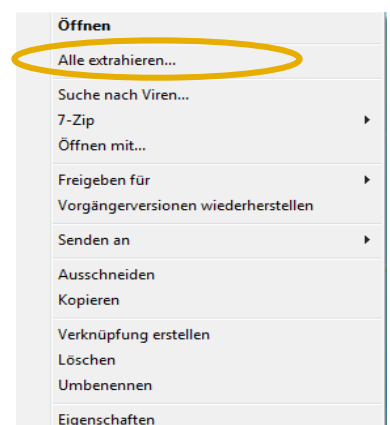 Öffnen
Alle extrahieren...
Suche nach Viren...
7-Zip
Öffnen mit...
Freigeben für
Vorgängerversionen wiederherstellen
Senden an
Ausschneiden
Kopieren
Verknüpfung erstellen
Löschen
Umbenennen
Eigenschaften